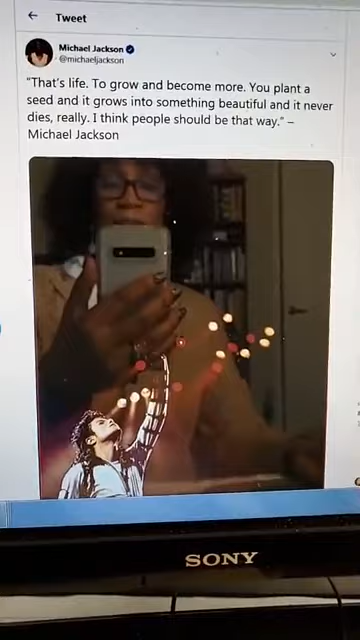 Tweet
Michael Jackson
@michaeljackson
"That's life. To grow and become more. You plant a
seed and it grows into something beautiful and it never
dies, really. I think people should be that way." –
Michael Jackson
SONY